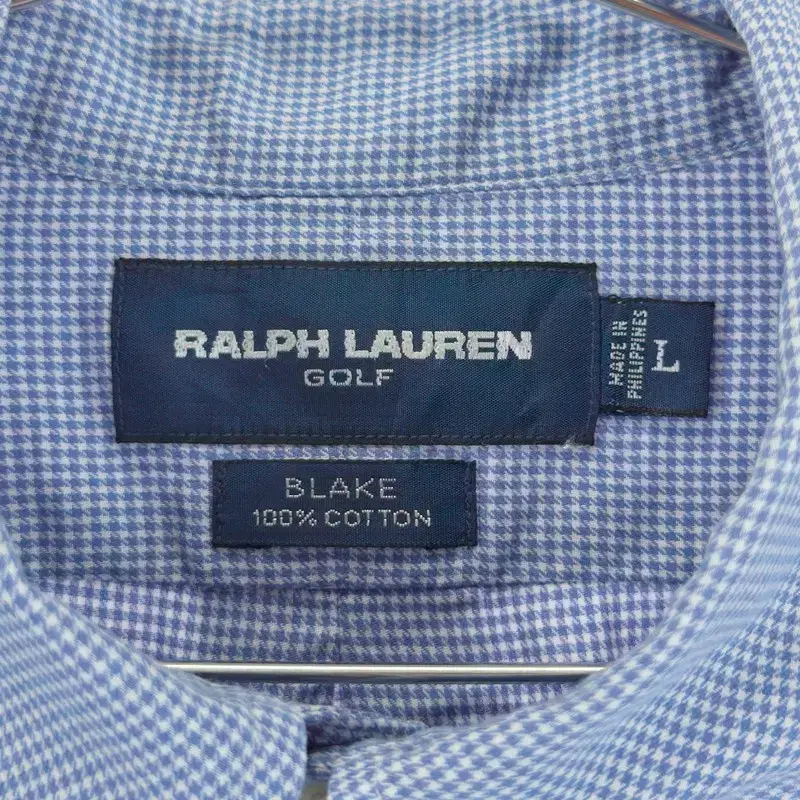 RALPH LAUREN
GOLF
MADE IN
PHILIPPINES
L
BLAKE
100% COTTON